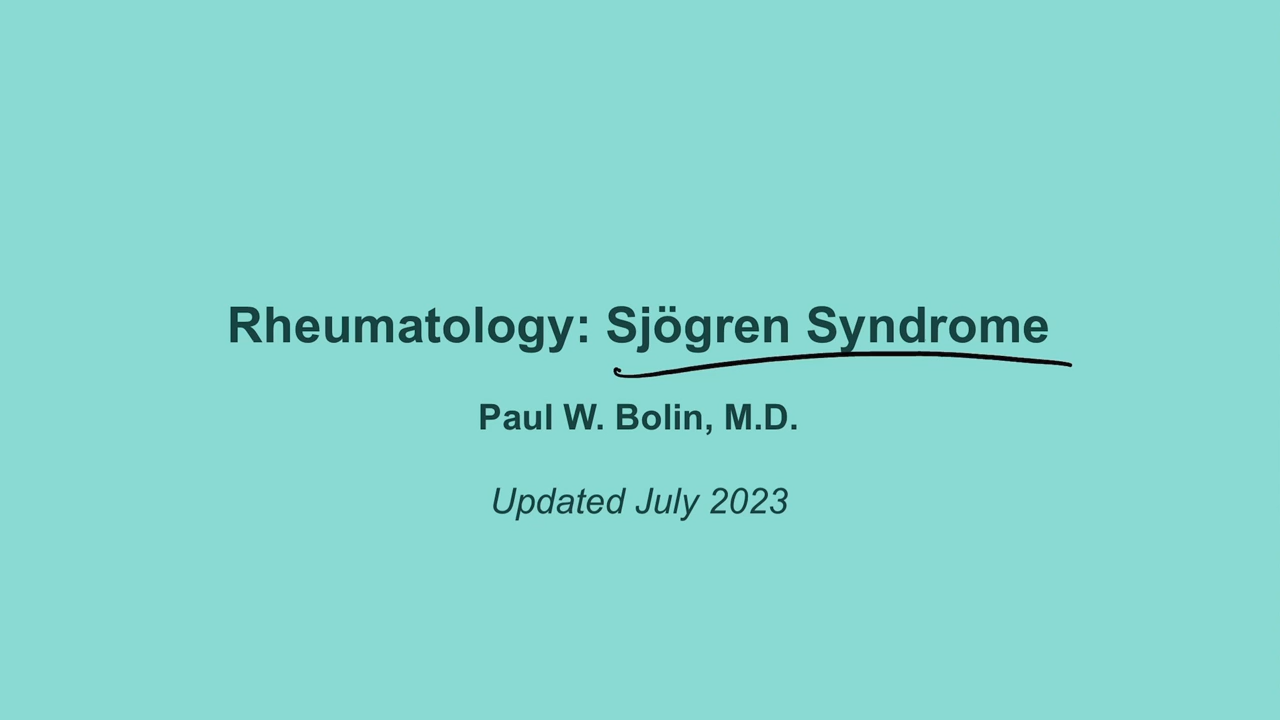 Rheumatology: Sjögren Syndrome
Paul W. Bolin, M.D.
Updated July 2023